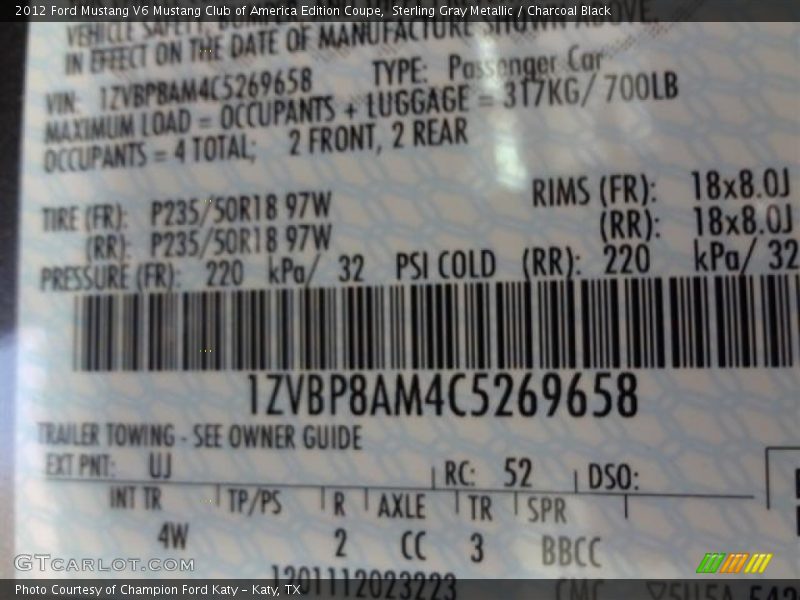 2012 Ford Mustang V6 Mustang Club of America Edition Coupe,  Sterling Gray Metallic / Charcoal Black
VEHICLE SAFETY,
IN EFFECT ON THE DATE OF MANUFACTURE SHOWN ABOVE.
VIN: 1ZVBP8AM4C5269658 TYPE: Passenger Car
MAXIMUM LOAD = OCCUPANTS + LUGGAGE = 317KG/ 700LB
OCCUPANTS = 4 TOTAL; 2 FRONT, 2 REAR
TIRE (FR): P235/50R18 97W RIMS (FR): 18x8.0J
(RR): P235/50R18 97W (RR): 18x8.0J
PRESSURE (FR): 220 kPa/ 32 PSI COLD (RR): 220 kPa/ 32
1ZVBP8AM4C5269658
TRAILER TOWING - SEE OWNER GUIDE
EXT PNT: UJ RC: 52 DSO:
INT TR TP/PS R AXLE TR SPR
4W 2 CC 3 BBCC
GTCarLot.com
1201112023223
Photo Courtesy of Champion Ford Katy – Katy, TX